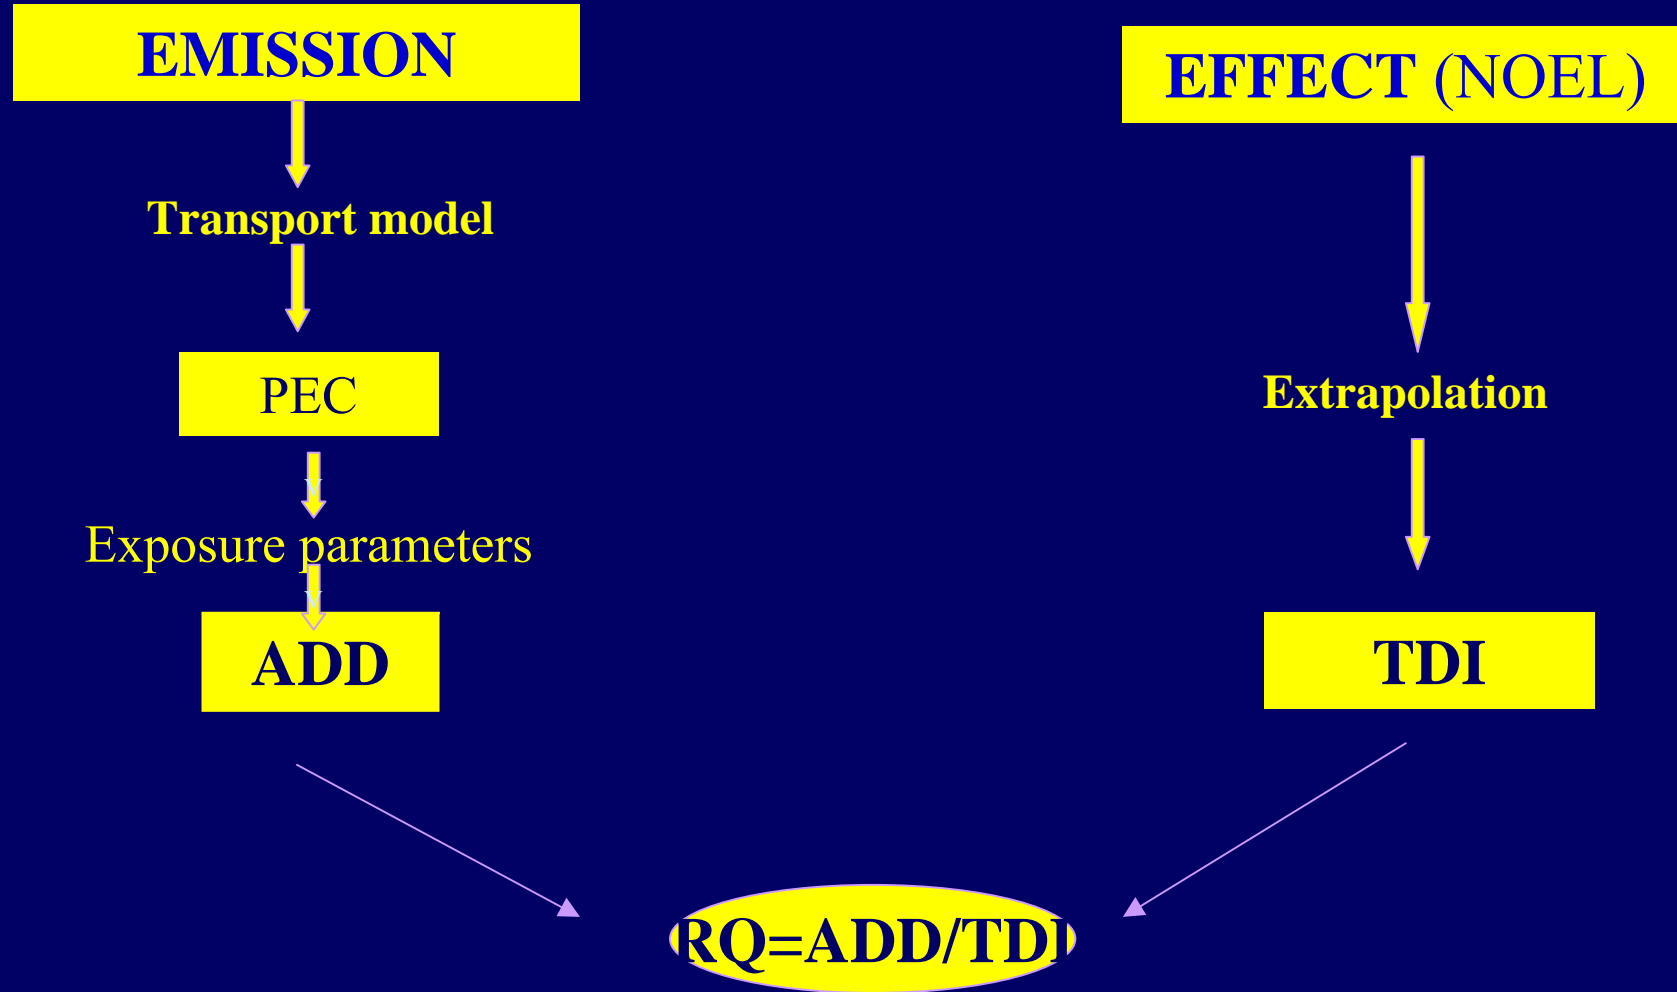 EMISSION
Transport model
PEC
Exposure parameters
ADD
EFFECT (NOEL)
Extrapolation
TDI
RQ=ADD/TDI